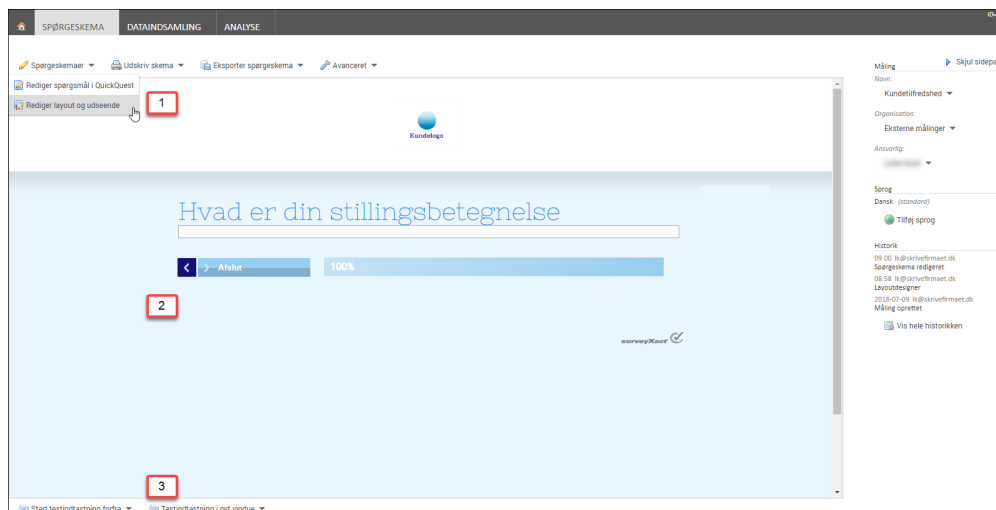 ID=
SPØRGESKEMA DATAINDSAMLING ANALYSE
Spørgeskemaer Udskriv skema Eksporter spørgeskema Avanceret
Rediger spørgsmål i QuickQuest
Rediger layout og udseende
1
Kundelogo
Hvad er din stillingsbetegnelse
Afslut 100%
2
surveyXact
3
Start testindtastning forfra Testindtastning i nyt vindue
Måling Skjul sidepa
Navn:
Kundetilfredshed
Organisation:
Eksterne målinger
Ansvarlig:
Sprog
Dansk (standard)
Tilføj sprog
Historik
09:00 lk@skrivefirmaet.dk
Spørgeskema redigeret
08:58 lk@skrivefirmaet.dk
Layoutdesigner
2018-07-09 lk@skrivefirmaet.dk
Måling oprettet
Vis hele historikken